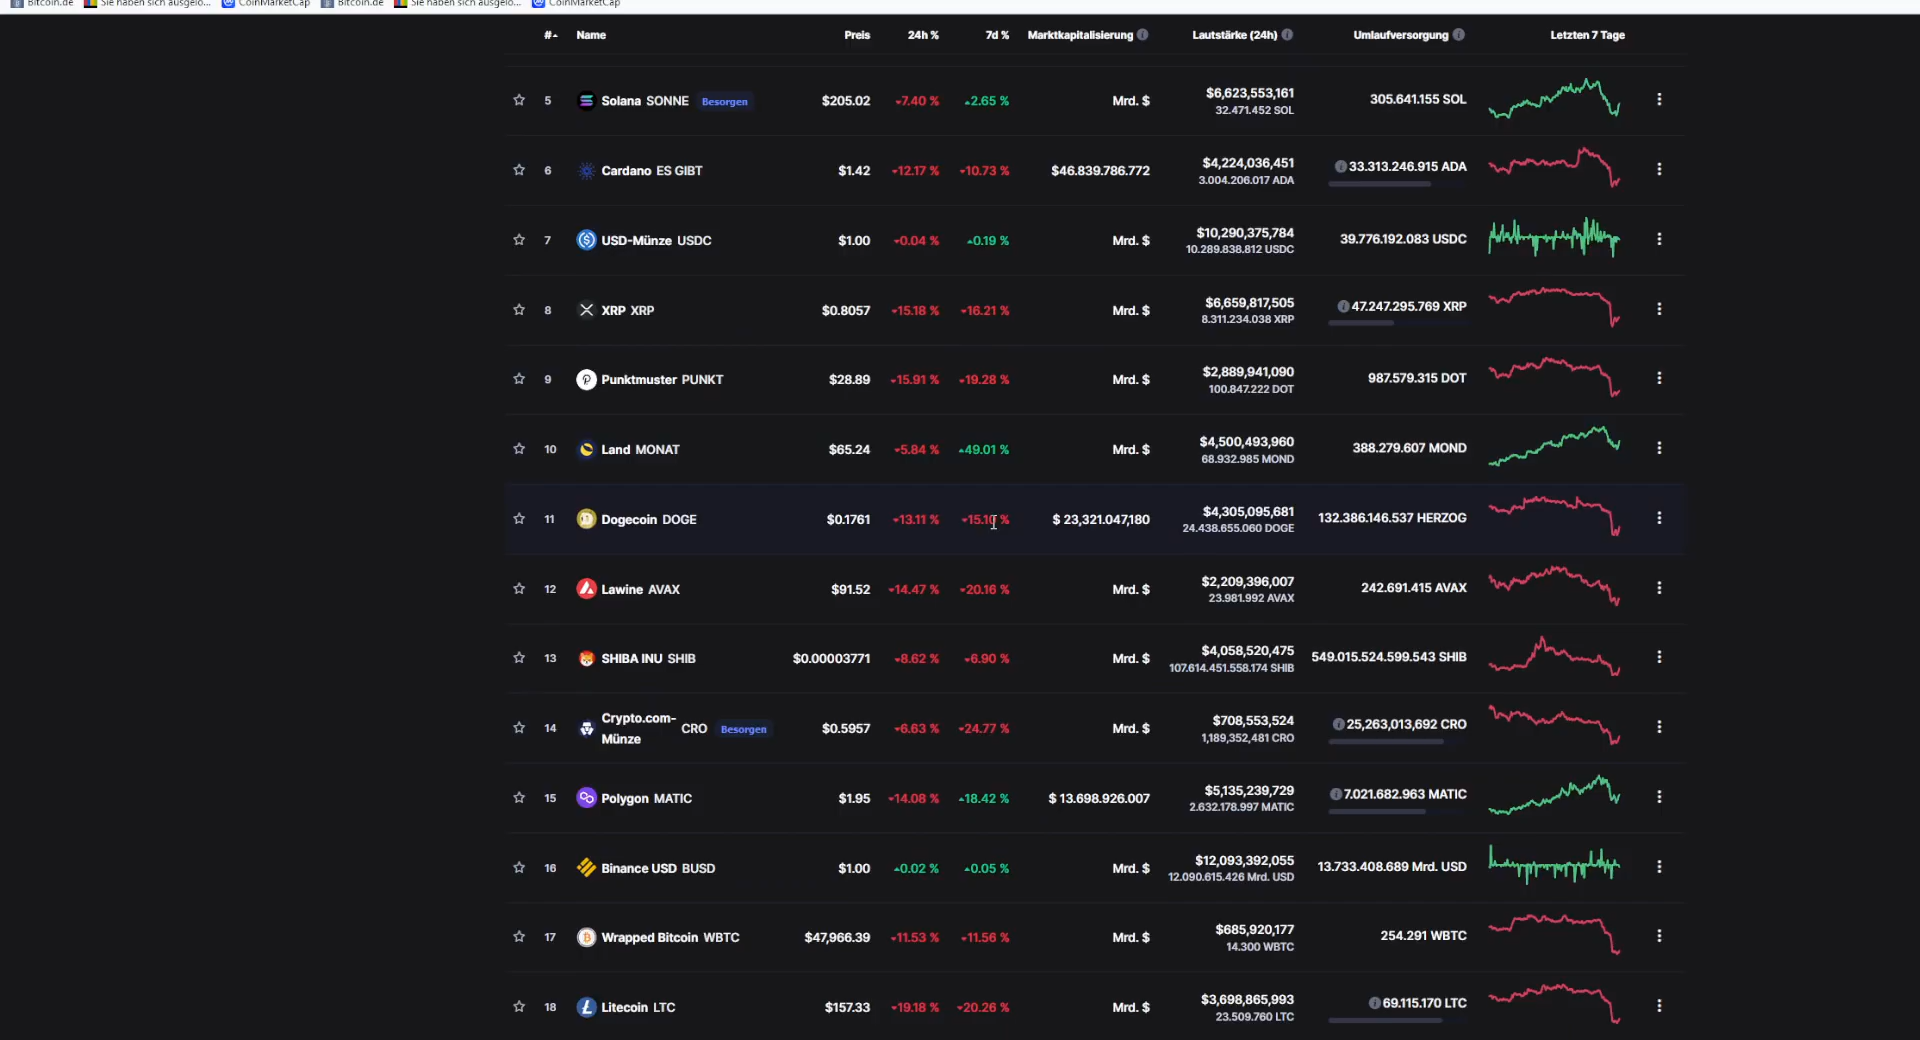 Bitcoin.de Sie haben sich ausgelo... CoinMarketCap Bitcoin.de Sie haben sich ausgelo... CoinMarketCap
# Name Preis 24h % 7d % Marktkapitalisierung Lautstärke (24h) Umlaufversorgung Letzten 7 Tage
5 Solana SONNE Besorgen $205.02 7.40 % 2.65 % Mrd. $ $6,623,553,161 305.641.155 SOL
32.471.452 SOL
6 Cardano ES GIBT $1.42 12.17 % 10.73 % $46.839.786.772 $4,224,036,451 33.313.246.915 ADA
3.004.206.017 ADA
7 USD-Münze USDC $1.00 0.04 % 0.19 % Mrd. $ $10,290,375,784 39.776.192.083 USDC
10.289.838.812 USDC
8 XRP XRP $0.8057 15.18 % 16.21 % Mrd. $ $6,659,817,505 47.247.295.769 XRP
8.311.234.038 XRP
9 Punktmuster PUNKT $28.89 15.91 % 19.28 % Mrd. $ $2,889,941,090 987.579.315 DOT
100.847.222 DOT
10 Land MONAT $65.24 5.84 % 49.01 % Mrd. $ $4,500,493,960 388.279.607 MOND
68.932.985 MOND
11 Dogecoin DOGE $0.1761 13.11 % 15.10 % $ 23,321.047,180 $4,305,095,681 132.386.146.537 HERZOG
24.438.655.060 DOGE
12 Lawine AVAX $91.52 14.47 % 20.16 % Mrd. $ $2,209,396,007 242.691.415 AVAX
23.981.992 AVAX
13 SHIBA INU SHIB $0.00003771 8.62 % 6.90 % Mrd. $ $4,058,520,475 549.015.524.599.543 SHIB
107.614.451.558.174 SHIB
14 Crypto.com-Münze CRO Besorgen $0.5957 6.63 % 24.77 % Mrd. $ $708,553,524 25,263,013,692 CRO
1,189,352,481 CRO
15 Polygon MATIC $1.95 14.08 % 18.42 % $ 13.698.926.007 $5,135,239,729 7.021.682.963 MATIC
2.632.178.997 MATIC
16 Binance USD BUSD $1.00 0.02 % 0.05 % Mrd. $ $12,093,392,055 13.733.408.689 Mrd. USD
12.090.615.426 Mrd. USD
17 Wrapped Bitcoin WBTC $47,966.39 11.53 % 11.56 % Mrd. $ $685,920,177 254.291 WBTC
14.300 WBTC
18 Litecoin LTC $157.33 19.18 % 20.26 % Mrd. $ $3,698,865,993 69.115.170 LTC
23.509.760 LTC